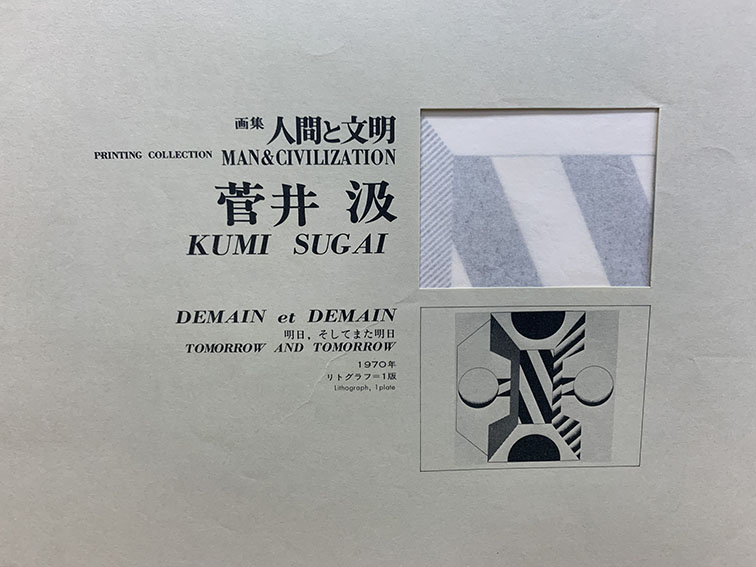 画集 人間と文明
PRINTING COLLECTION MAN&CIVILIZATION
菅井 汲
KUMI SUGAI
DEMAIN et DEMAIN
明日，そしてまた明日
TOMORROW AND TOMORROW
1970年
リトグラフ＝1版
Lithograph, 1plate